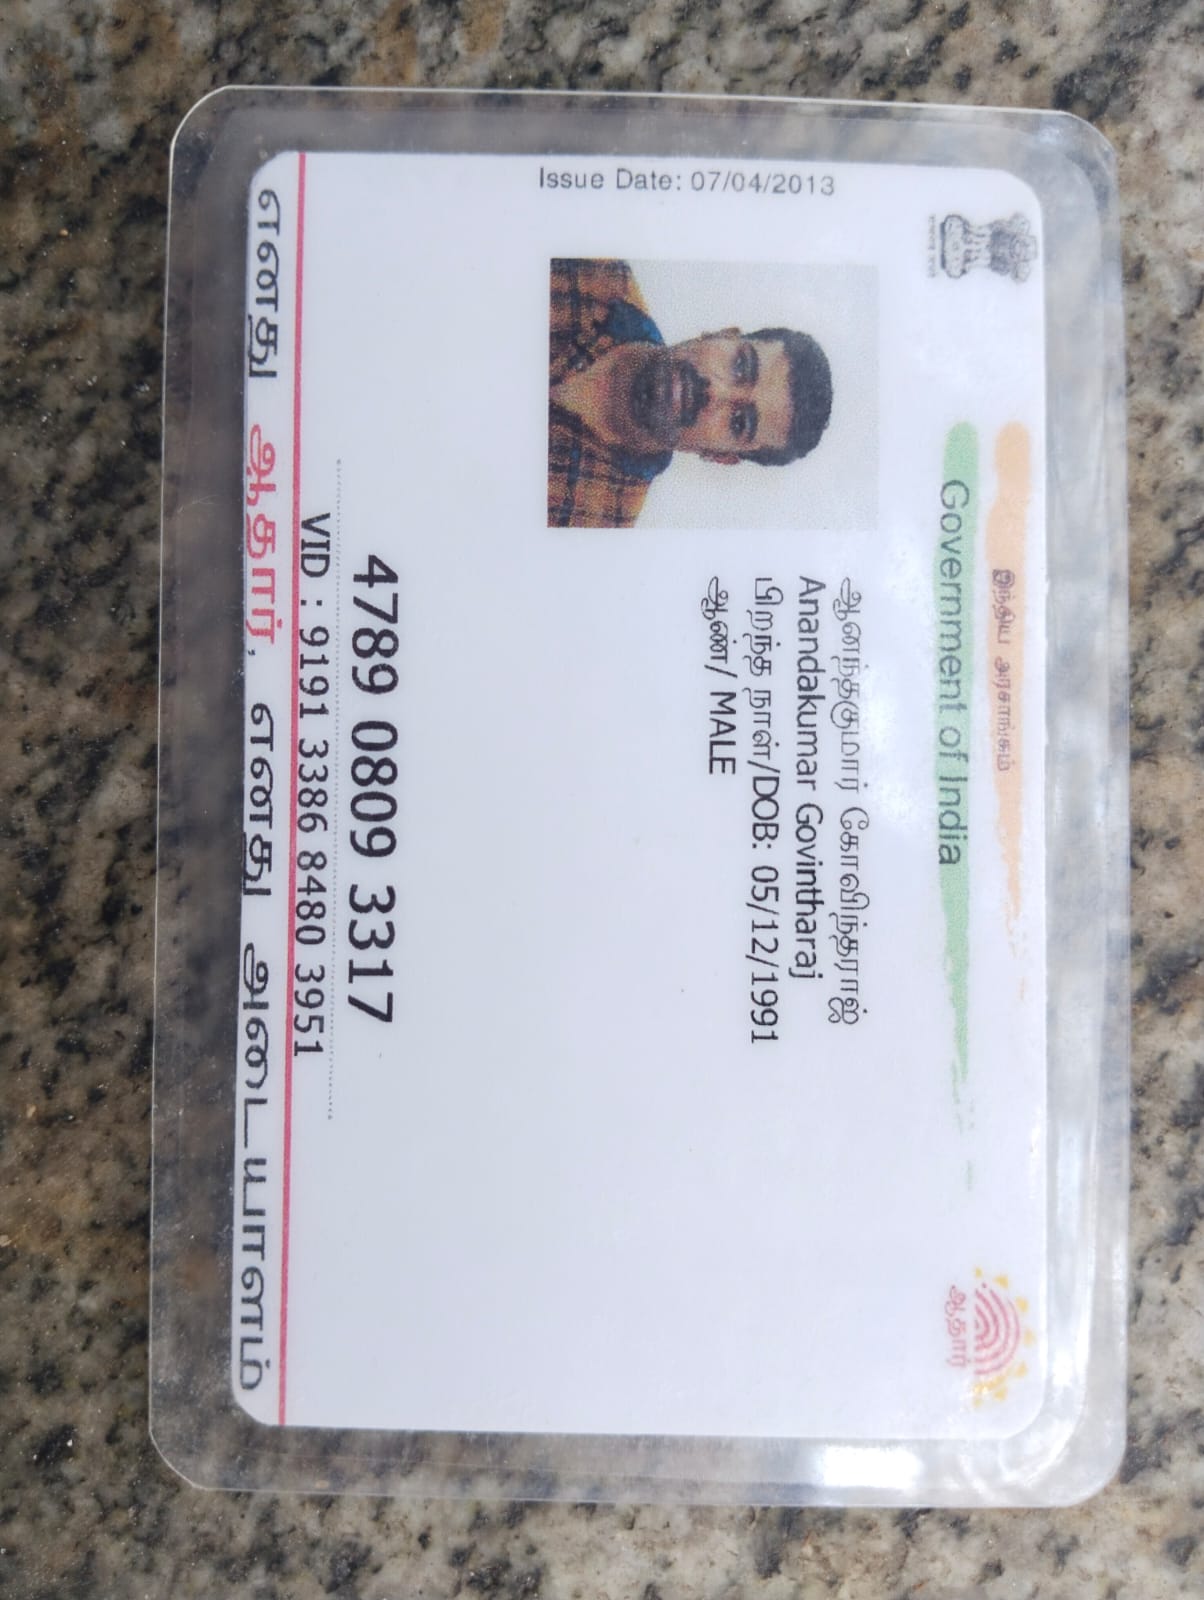 இந்திய அரசாங்கம்
Government of India
Issue Date: 07/04/2013
ஆனந்தகுமார் கோவிந்தராஜ்
Anandakumar Govintharaj
பிறந்த நாள்/DOB: 05/12/1991
ஆண்/ MALE
ஆதார்
4789 0809 3317
VID : 9191 3386 8480 3951
எனது ஆதார், எனது அடையாளம்